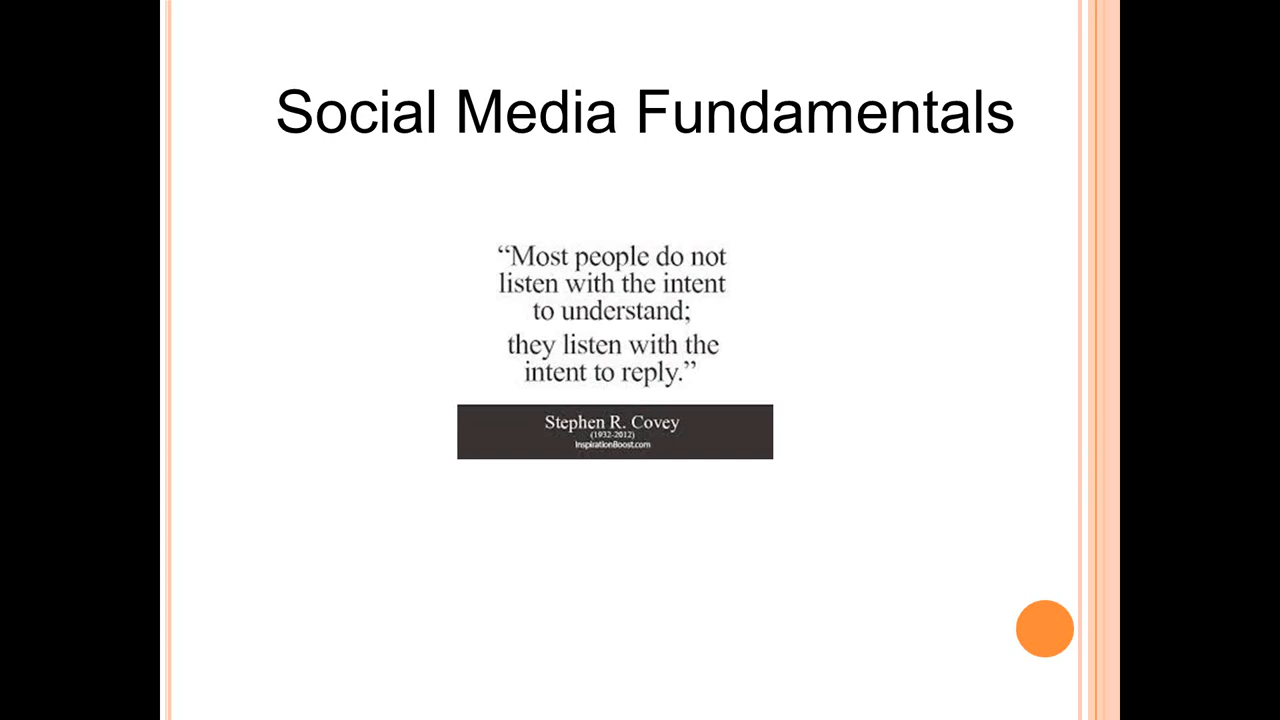 Social Media Fundamentals
“Most people do not
listen with the intent
to understand;
they listen with the
intent to reply.”
Stephen R. Covey
(1932-2012)
InspirationBoost.com